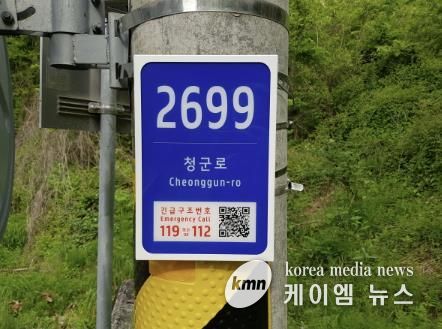 2699
청군로
Cheonggun-ro
긴급구조번호
Emergency Call
119 112
kmn
korea media news
케이엠 뉴스